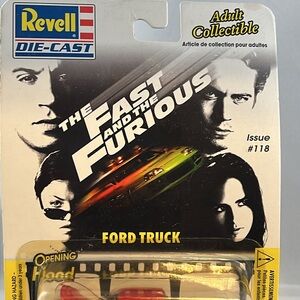 Revell
DIE-CAST
Adult
Collectible
Article de collection pour adultes
THE FAST
AND THE
FURIOUS
Issue
#118
FORD TRUCK
OPENING
Hood
AVERTISSEMENT